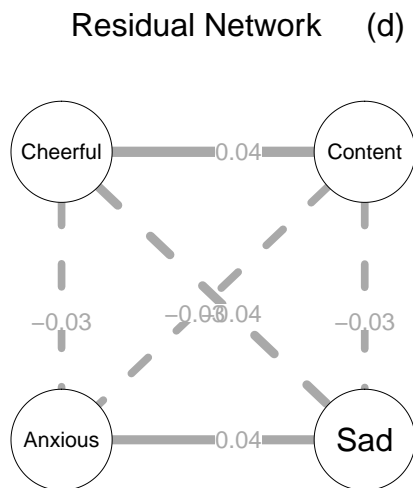 Residual Network (d)
Cheerful
0.04
Content
−0.03
−0.03
−0.04
−0.03
Anxious
0.04
Sad